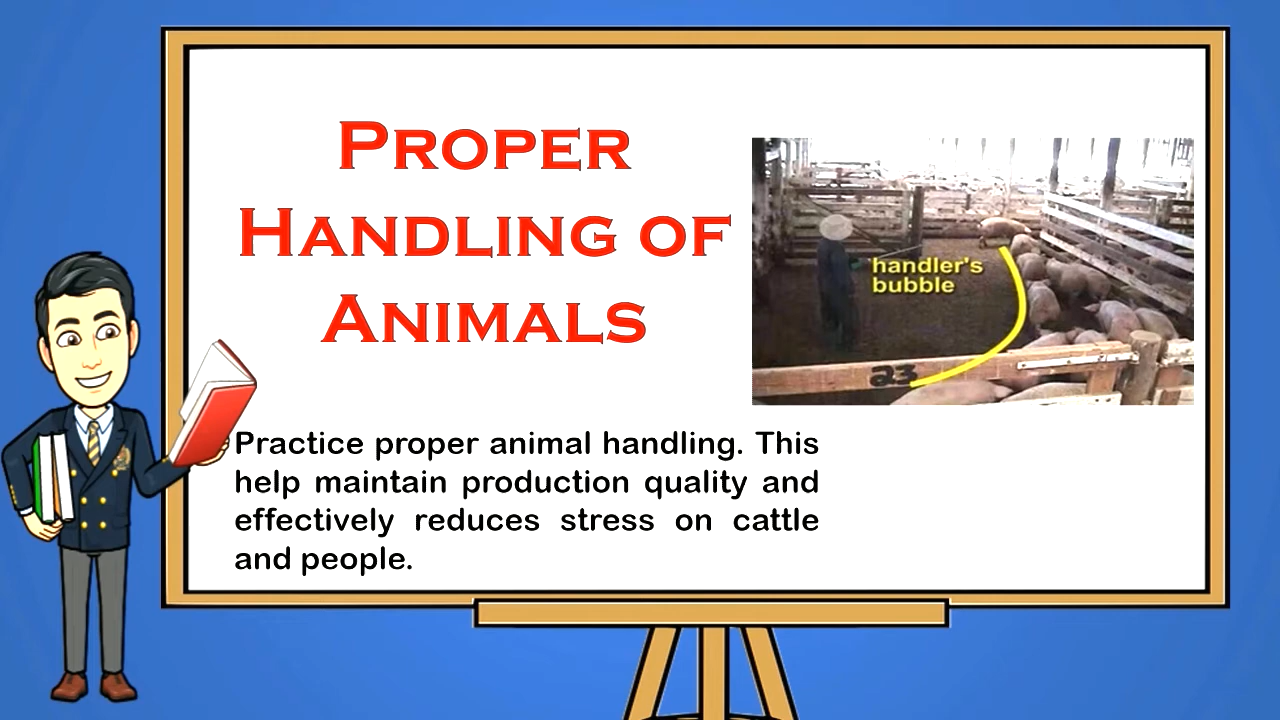 PROPER
HANDLING OF
ANIMALS
handler's
bubble
23
Practice proper animal handling. This
help maintain production quality and
effectively reduces stress on cattle
and people.